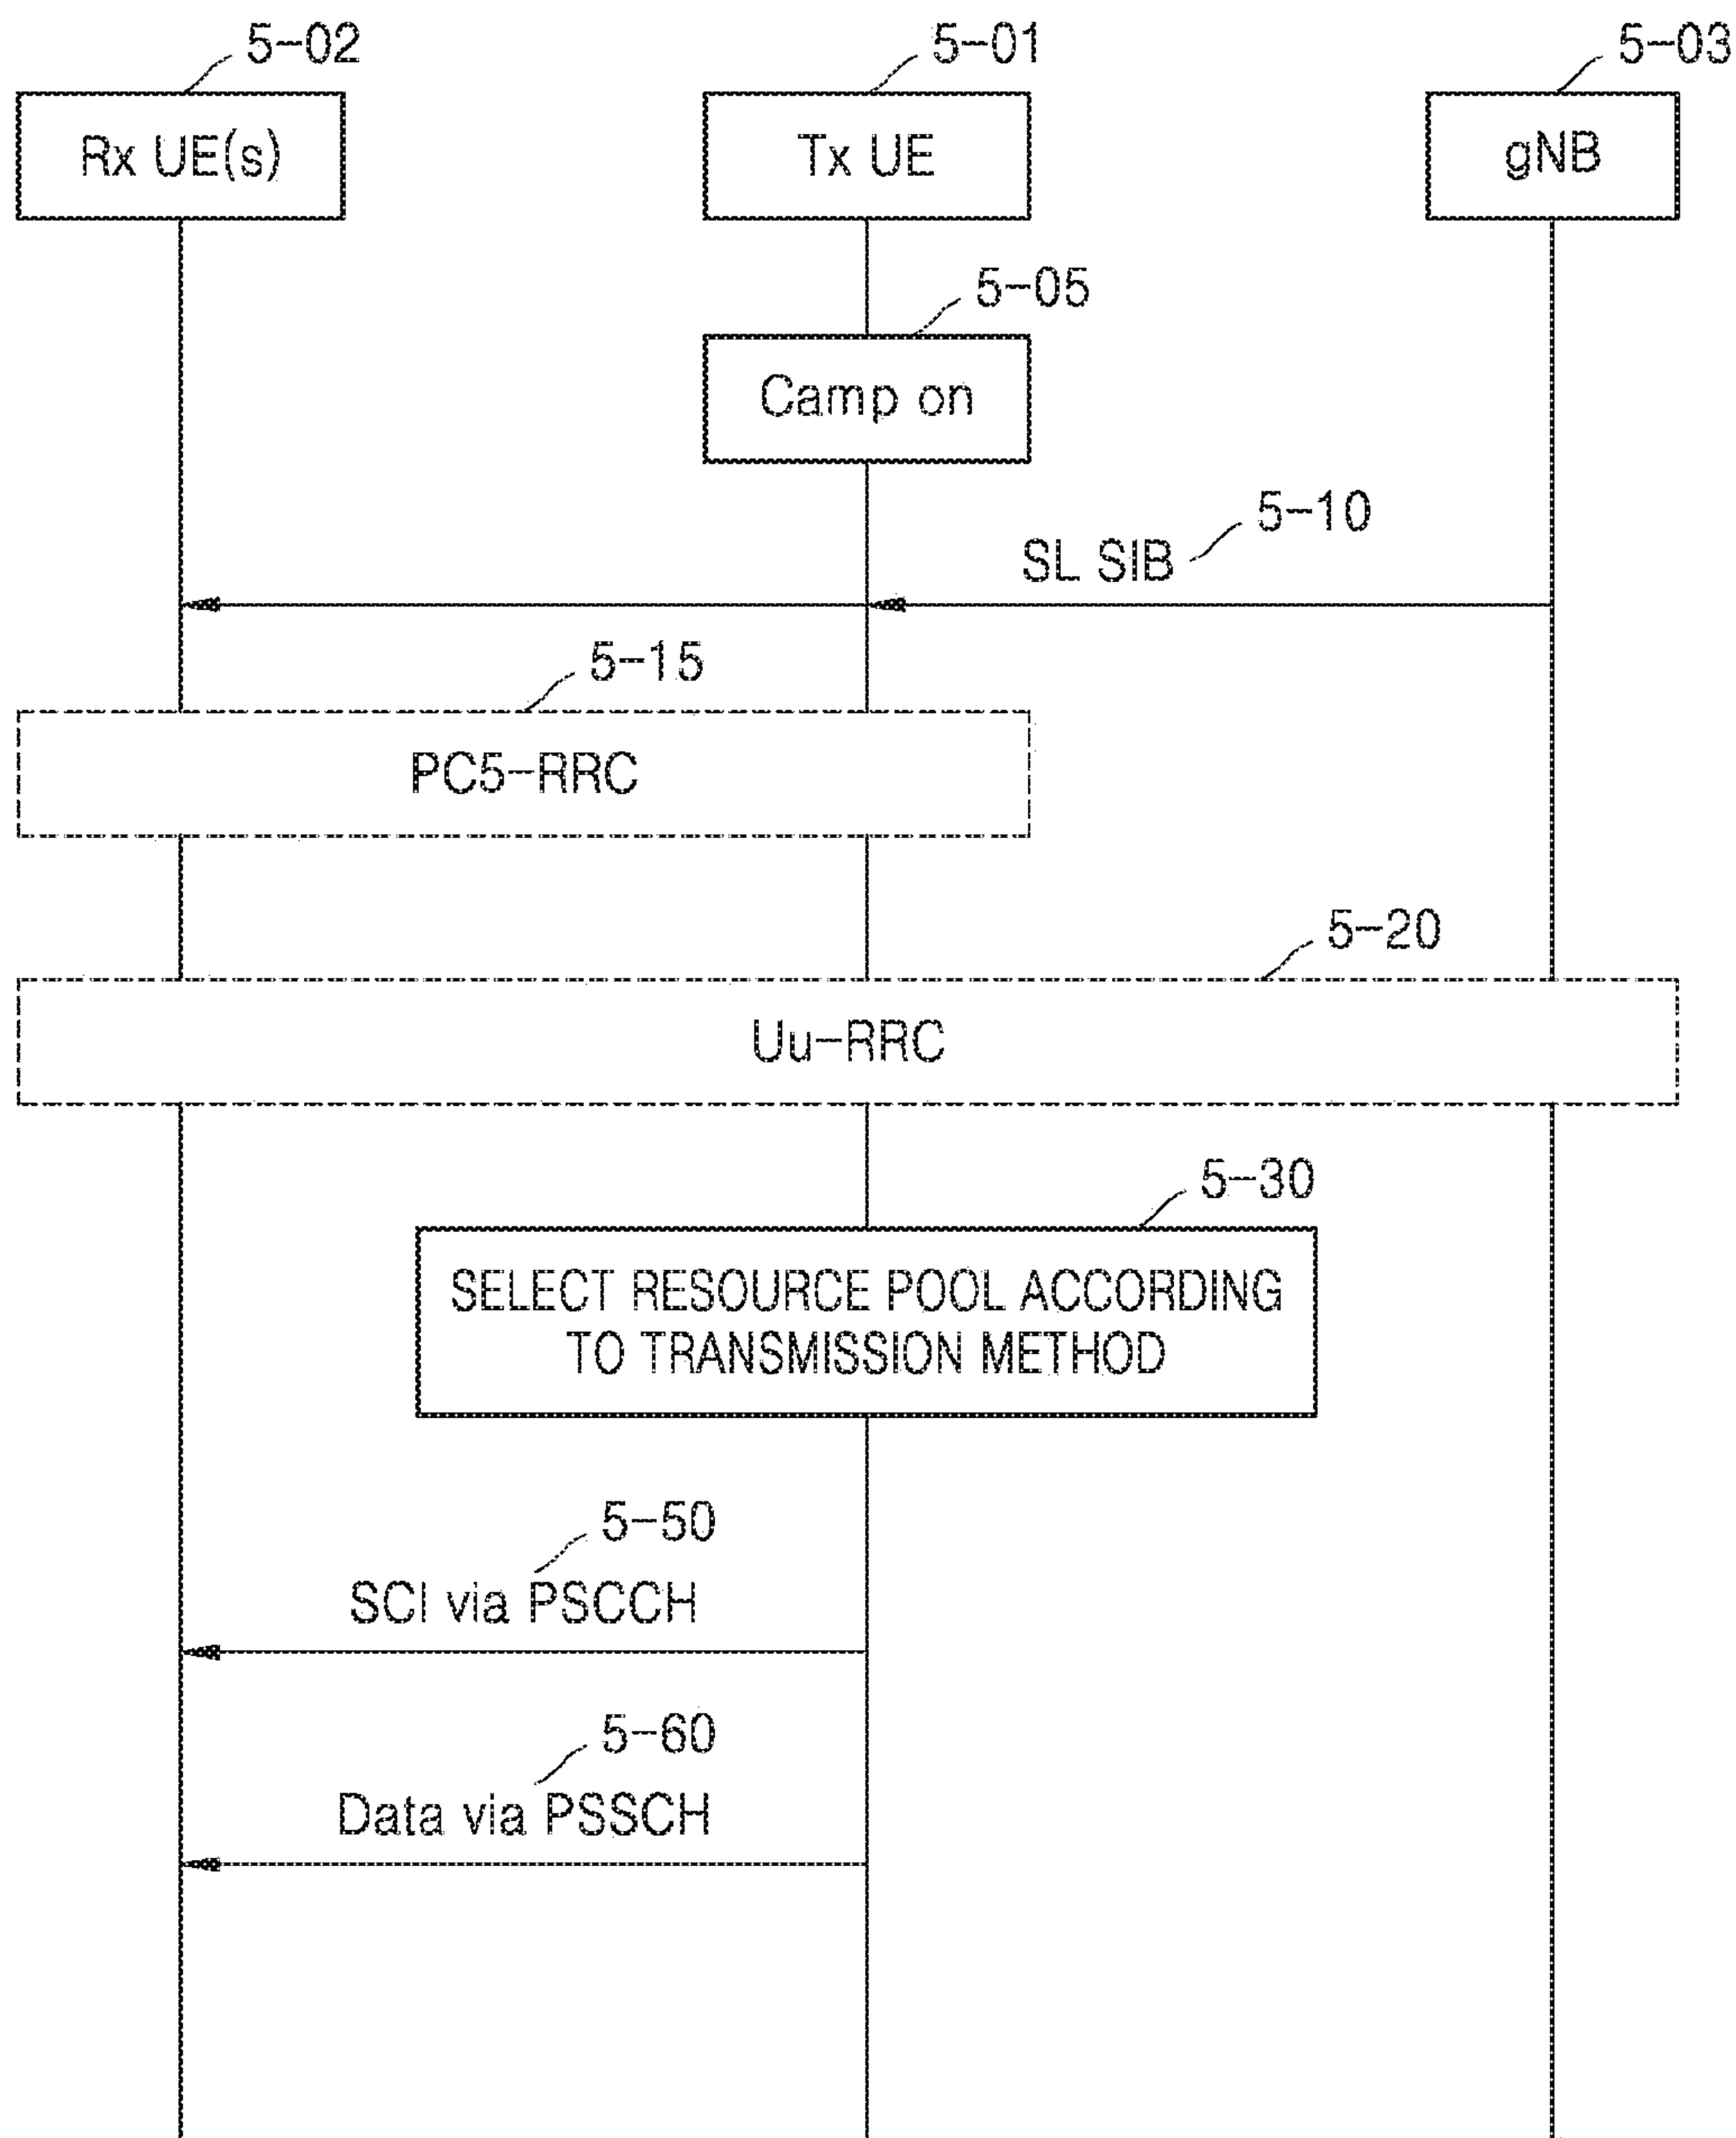 5-02
5-01
5-03
Rx UE(s)
Tx UE
gNB
5-05
Camp on
5-10
SL SIB
5-15
PC5-RRC
5-20
Uu-RRC
5-30
SELECT RESOURCE POOL ACCORDING
TO TRANSMISSION METHOD
5-50
SCI via PSCCH
5-60
Data via PSSCH